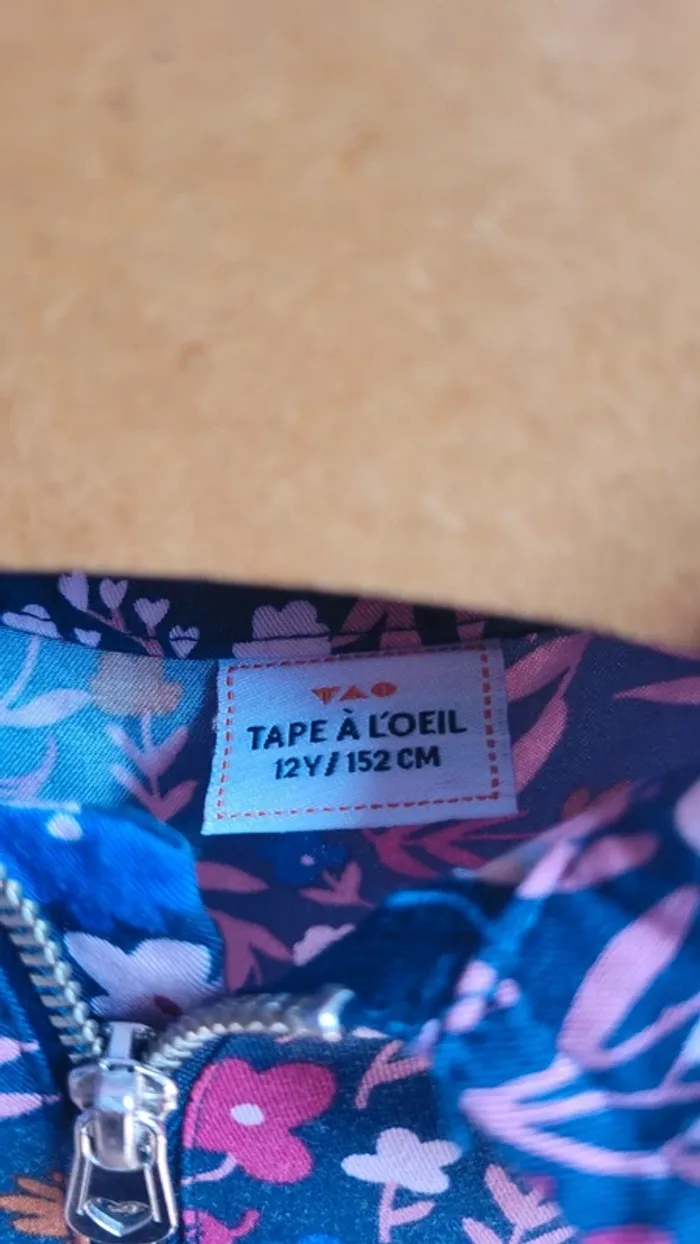 TAO
TAPE À L'OEIL
12Y/152 CM